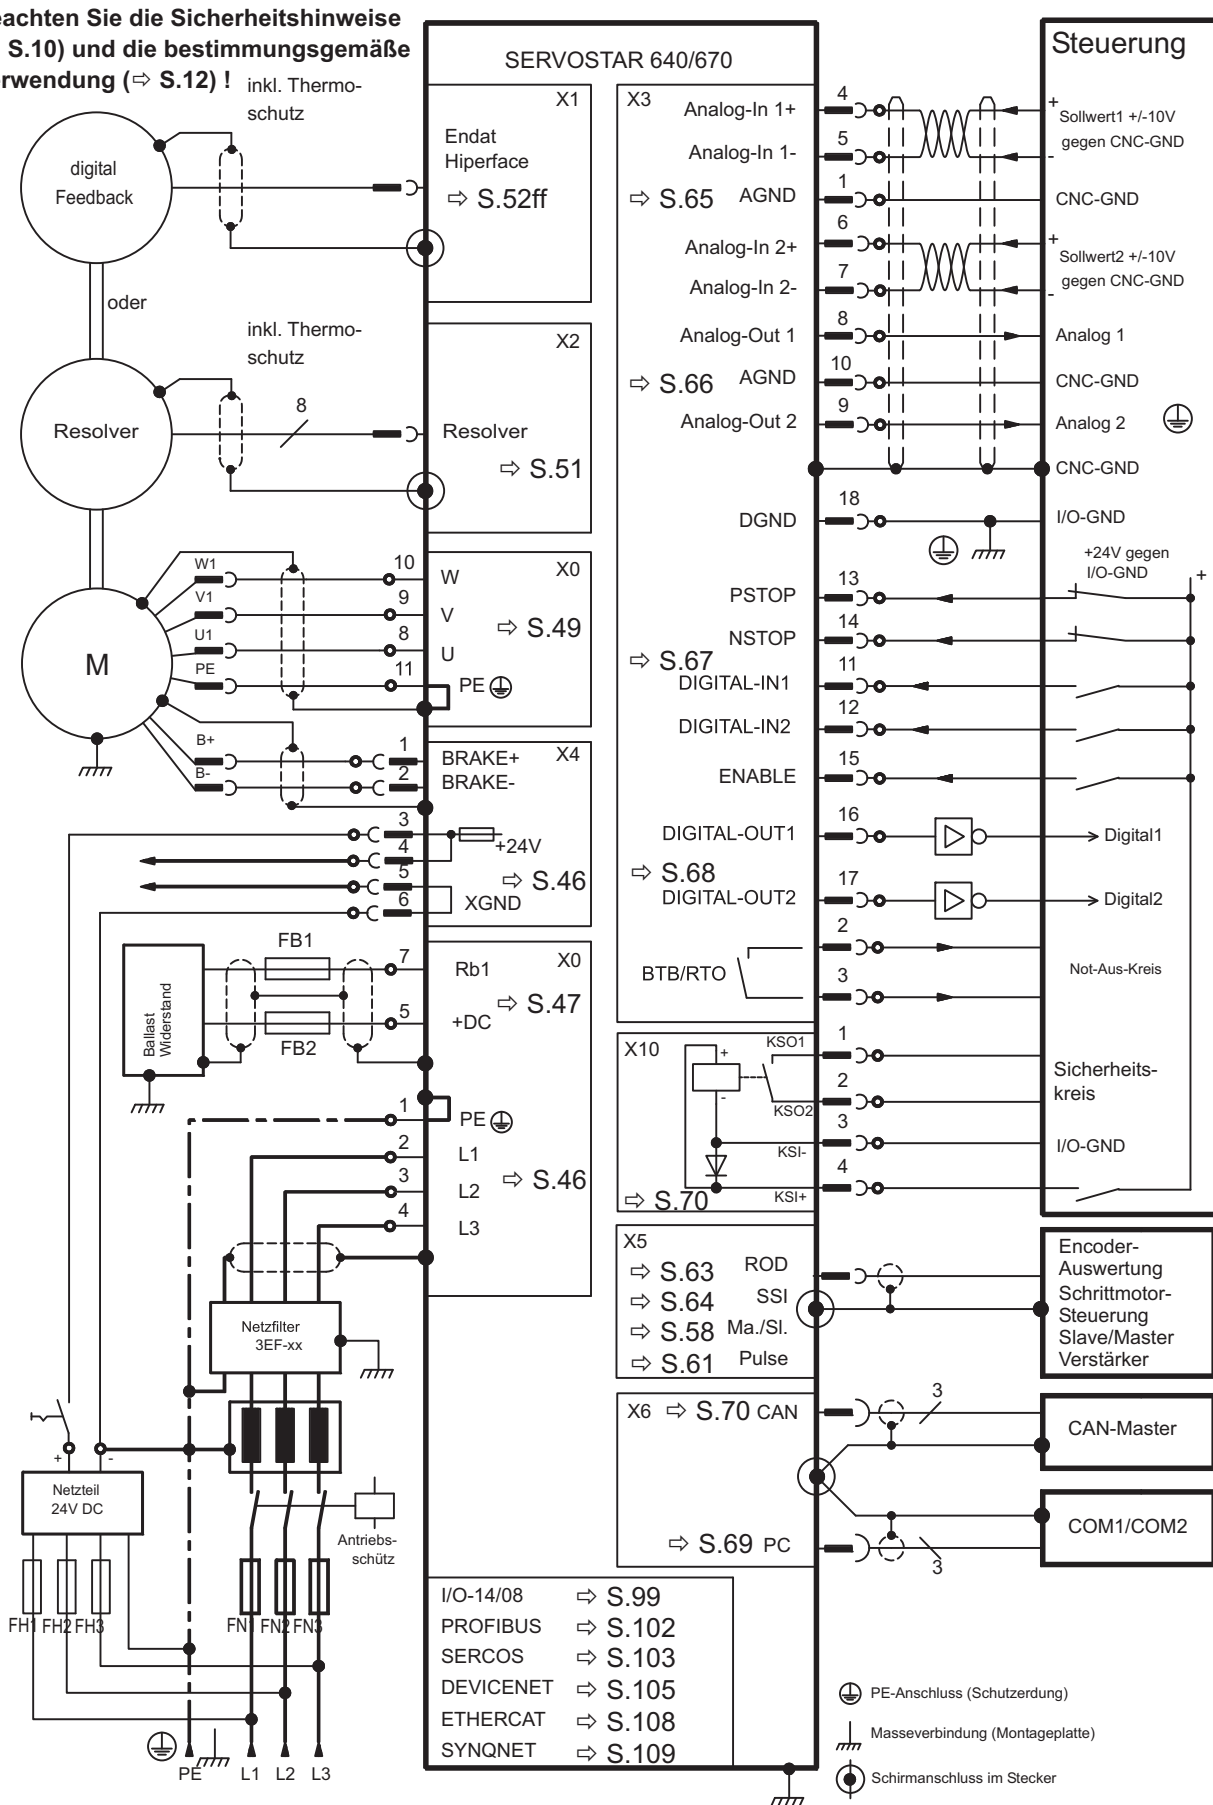 eachten Sie die Sicherheitshinweise
S.10) und die bestimmungsgemäße
rwendung (⇨ S.12) !
inkl. Thermo-
schutz
digital
Feedback
oder
inkl. Thermo-
schutz
Resolver
8
M
W1
V1
U1
PE
B+
B-
SERVOSTAR 640/670
X1
Endat
Hiperface
⇨ S.52ff
X2
Resolver
⇨ S.51
X0
10
W
9
V
⇨ S.49
8
U
11
PE
X4
1
BRAKE+
2
BRAKE-
3
+24V
4
5
⇨ S.46
6
XGND
FB1
FB2
Ballast
Widerstand
X0
7
Rb1
⇨ S.47
5
+DC
1
PE
2
L1
3
L2
⇨ S.46
4
L3
Netzfilter
3EF-xx
+
-
Netzteil
24V DC
Antriebs-
schütz
FH1
FH2
FH3
FN1
FN2
FN3
PE
L1
L2
L3
X3
Analog-In 1+
4
Analog-In 1-
5
⇨ S.65
AGND
1
Analog-In 2+
6
Analog-In 2-
7
Analog-Out 1
8
⇨ S.66
AGND
10
Analog-Out 2
9
DGND
18
PSTOP
13
NSTOP
14
⇨ S.67
DIGITAL-IN1
11
DIGITAL-IN2
12
ENABLE
15
DIGITAL-OUT1
16
⇨ S.68
DIGITAL-OUT2
17
BTB/RTO
2
3
X10
+
-
KSO1
1
KSO2
2
KSI-
3
KSI+
4
⇨ S.70
X5
⇨ S.63
ROD
⇨ S.64
SSI
⇨ S.58
Ma./Sl.
⇨ S.61
Pulse
X6
⇨ S.70
CAN
3
⇨ S.69
PC
3
I/O-14/08
⇨ S.99
PROFIBUS
⇨ S.102
SERCOS
⇨ S.103
DEVICENET
⇨ S.105
ETHERCAT
⇨ S.108
SYNQNET
⇨ S.109
Steuerung
+
Sollwert1 +/-10V
gegen CNC-GND
-
CNC-GND
+
Sollwert2 +/-10V
gegen CNC-GND
-
Analog 1
CNC-GND
Analog 2
CNC-GND
I/O-GND
+24V gegen
I/O-GND
+
Digital1
Digital2
Not-Aus-Kreis
Sicherheits-
kreis
I/O-GND
Encoder-
Auswertung
Schrittmotor-
Steuerung
Slave/Master
Verstärker
CAN-Master
COM1/COM2
PE-Anschluss (Schutzerdung)
Masseverbindung (Montageplatte)
Schirmanschluss im Stecker